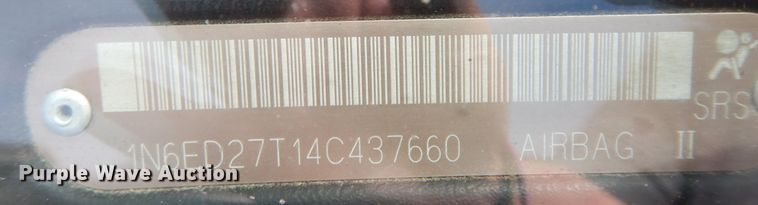 SRS
1N6ED27T14C437660 AIRBAG II
Purple Wave Auction